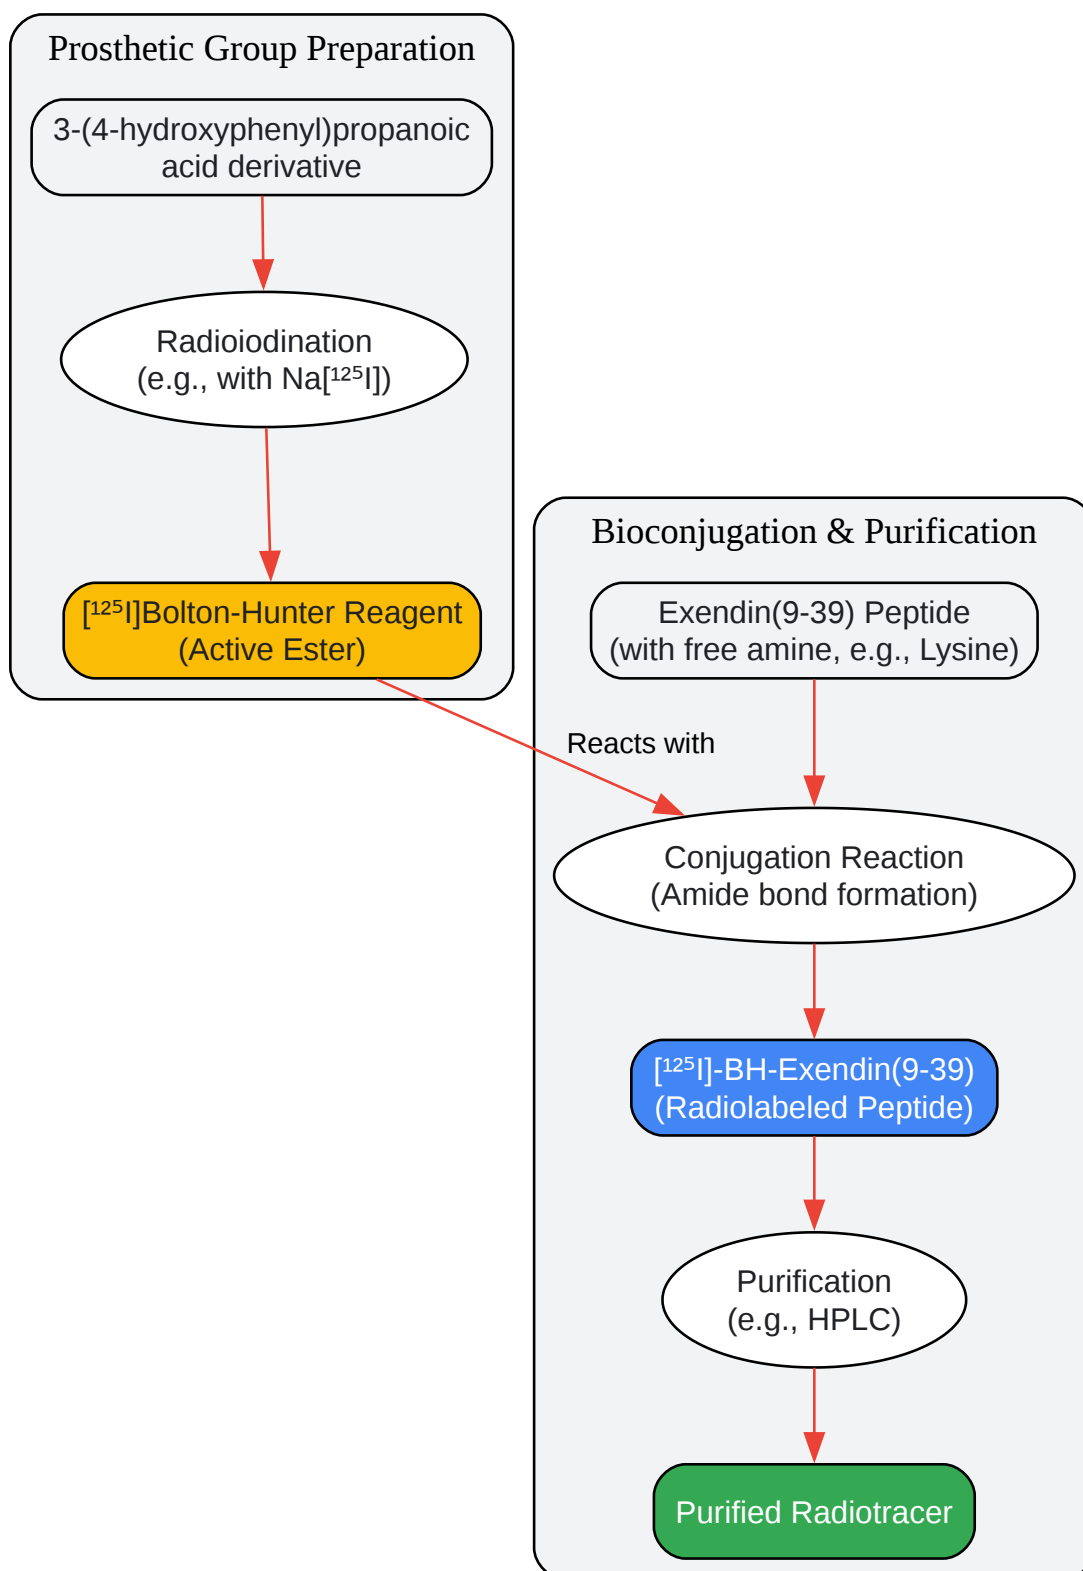 Prosthetic Group Preparation
3-(4-hydroxyphenyl)propanoic
acid derivative
Radioiodination
(e.g., with Na[¹²⁵I])
[¹²⁵I]Bolton-Hunter Reagent
(Active Ester)
Bioconjugation & Purification
Exendin(9-39) Peptide
(with free amine, e.g., Lysine)
Reacts with
Conjugation Reaction
(Amide bond formation)
[¹²⁵I]-BH-Exendin(9-39)
(Radiolabeled Peptide)
Purification
(e.g., HPLC)
Purified Radiotracer